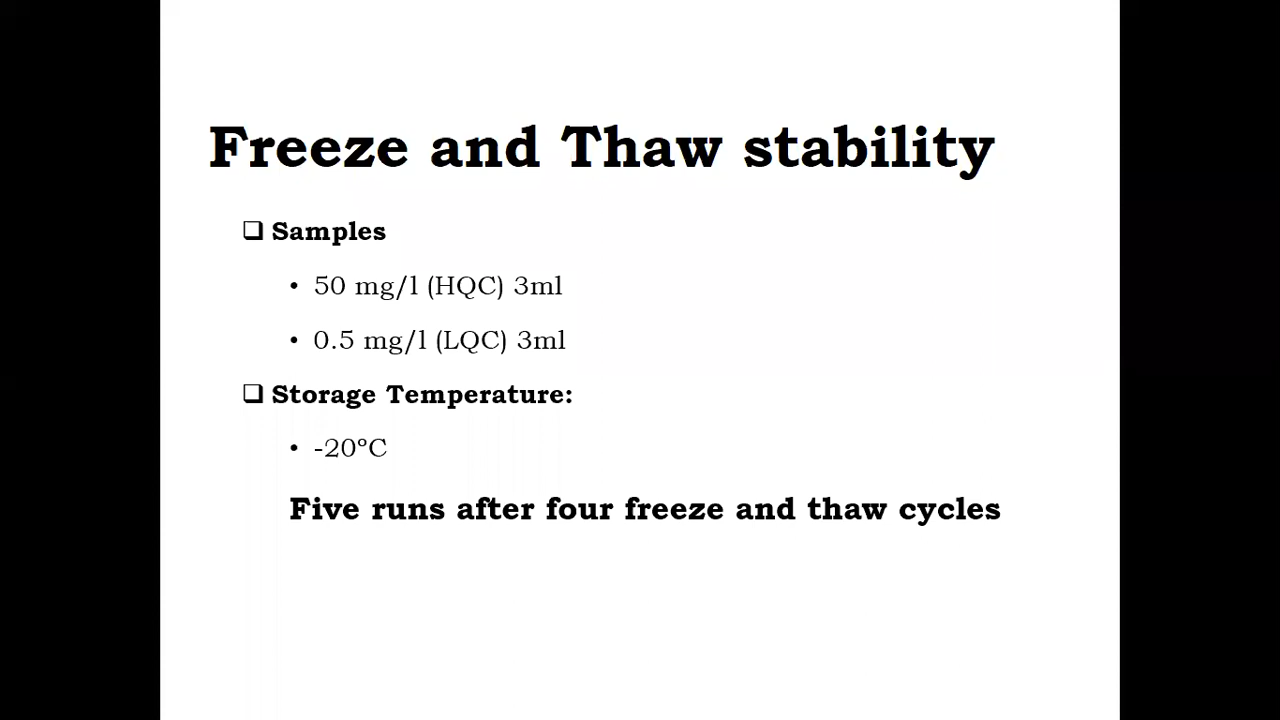 Freeze and Thaw stability
❑ Samples
• 50 mg/l (HQC) 3ml
• 0.5 mg/l (LQC) 3ml
❑ Storage Temperature:
• -20°C
Five runs after four freeze and thaw cycles